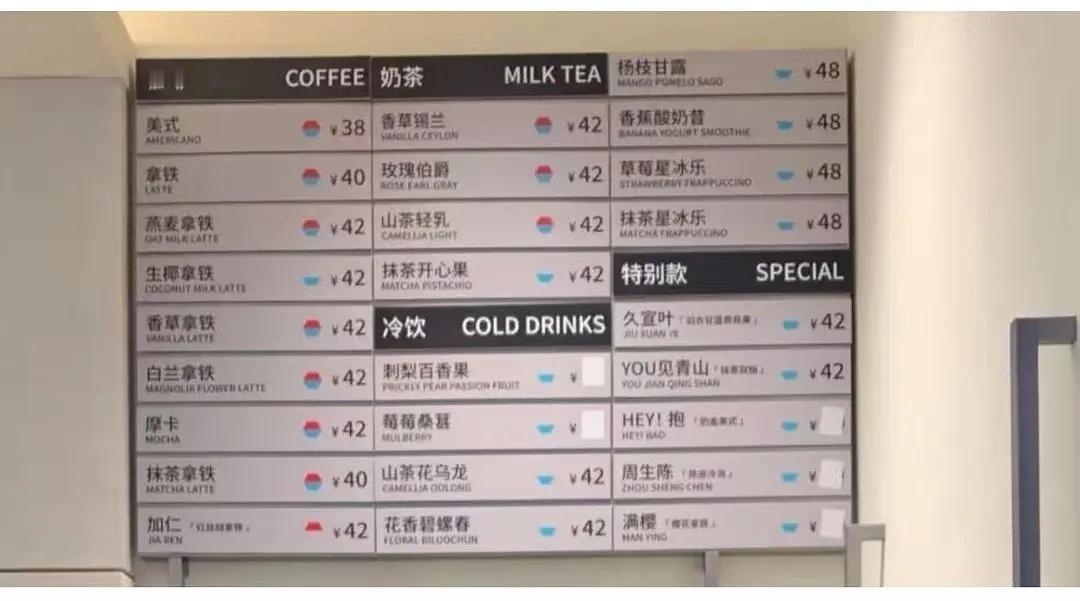 COFFEE
美式 ¥38
AMERICANO
拿铁 ¥40
LATTE
燕麦拿铁 ¥42
OAT MILK LATTE
生椰拿铁 ¥42
COCONUT MILK LATTE
香草拿铁 ¥42
VANILLA LATTE
白兰拿铁 ¥42
MAGNOLIA FLOWER LATTE
摩卡 ¥42
MOCHA
抹茶拿铁 ¥40
MATCHA LATTE
加仁 ¥42
JIA REN
奶茶 MILK TEA
香草锡兰 ¥42
VANILLA CEYLON
玫瑰伯爵 ¥42
ROSE EARL GRAY
山茶轻乳 ¥42
CAMELLIA LIGHT
抹茶开心果 ¥42
MATCHA PISTACHIO
冷饮 COLD DRINKS
刺梨百香果 ¥
PRICKLY PEAR PASSION FRUIT
莓莓桑葚 ¥
MULBERRY
山茶花乌龙 ¥42
CAMELLIA OOLONG
花香碧螺春 ¥42
FLORAL BILUOCHUN
杨枝甘露 ¥48
MANGO POMELO SAGO
香蕉酸奶昔 ¥48
BANANA YOGURT SMOOTHIE
草莓星冰乐 ¥48
STRAWBERRY FRAPPUCCINO
抹茶星冰乐 ¥48
MATCHA FRAPPUCCINO
特别款 SPECIAL
久宣叶 ¥42
JIU XUAN YE
YOU见青山 ¥42
YOU JIAN QING SHAN
HEY! 抱 ¥
HEY! BAO
周生陈 ¥
ZHOU SHENG CHEN
满樱 「樱花拿铁」 ¥
MAN YING